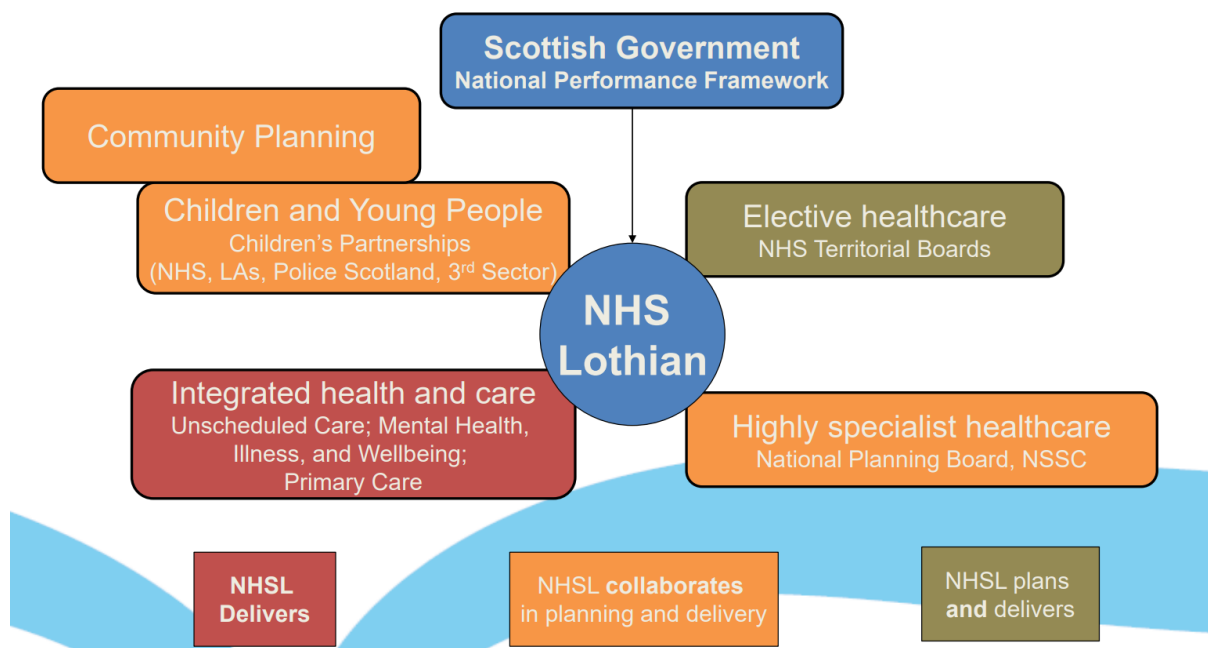 Scottish Government
National Performance Framework
Community Planning
Children and Young People
Children’s Partnerships
(NHS, LAs, Police Scotland, 3rd Sector)
Elective healthcare
NHS Territorial Boards
NHS
Lothian
Integrated health and care
Unscheduled Care; Mental Health,
Illness, and Wellbeing;
Primary Care
Highly specialist healthcare
National Planning Board, NSSC
NHSL
Delivers
NHSL collaborates
in planning and delivery
NHSL plans
and delivers